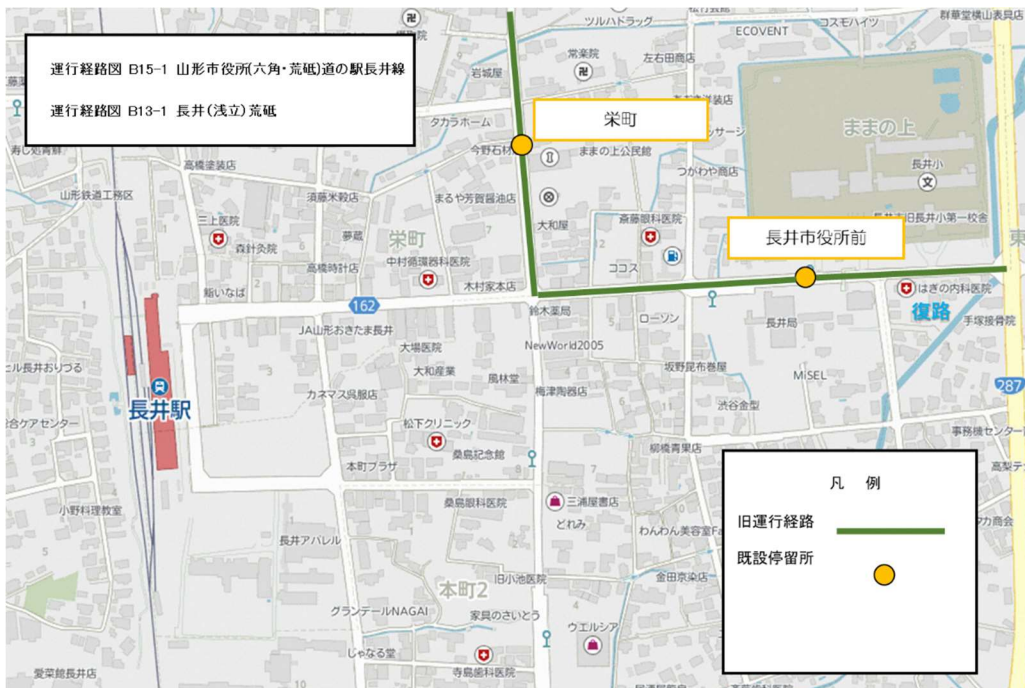 運行経路図 B15-1 山形市役所(六角・荒砥)道の駅長井線
運行経路図 B13-1 長井(浅立)荒砥
ツルハドラッグ
コスモハイツ
群華堂横山表具店
ECOVENT
常楽院
左右田商店
岩城屋
タカラホーム
栄町
ままの上
今野石材
ままの上公民館
長井小
高橋塗装店
つがわや商店
山形鉄道工務区
須藤米穀店
まるや芳賀醤油店
三上医院
夢蔵
大和屋
斎藤眼科医院
長井市役所前
森針灸院
栄町
高橋時計店
中村循環器科医院
ココス
鮨いなば
木村家本店
はぎの内科医院
162
鈴木薬局
ローソン
長井局
復路
手塚接骨院
JA山形おきたま長井
大場医院
NewWorld2005
大和産業
風林堂
坂野昆布巻屋
MiSEL
287
長井駅
カネマス呉服店
梅津陶器店
渋谷金型
松下クリニック
柳橋青果店
事務機センター
桑島記念館
本町プラザ
小野料理教室
桑島眼科医院
三浦屋書店
どれみ
長井アパレル
わんわん美容室
旧小池医院
金田京染店
本町2
グランテールNAGAI
家具のさいとう
ウエルシア
じゃなる堂
寺島歯科医院
愛菜館長井店
凡 例
旧運行経路
既設停留所